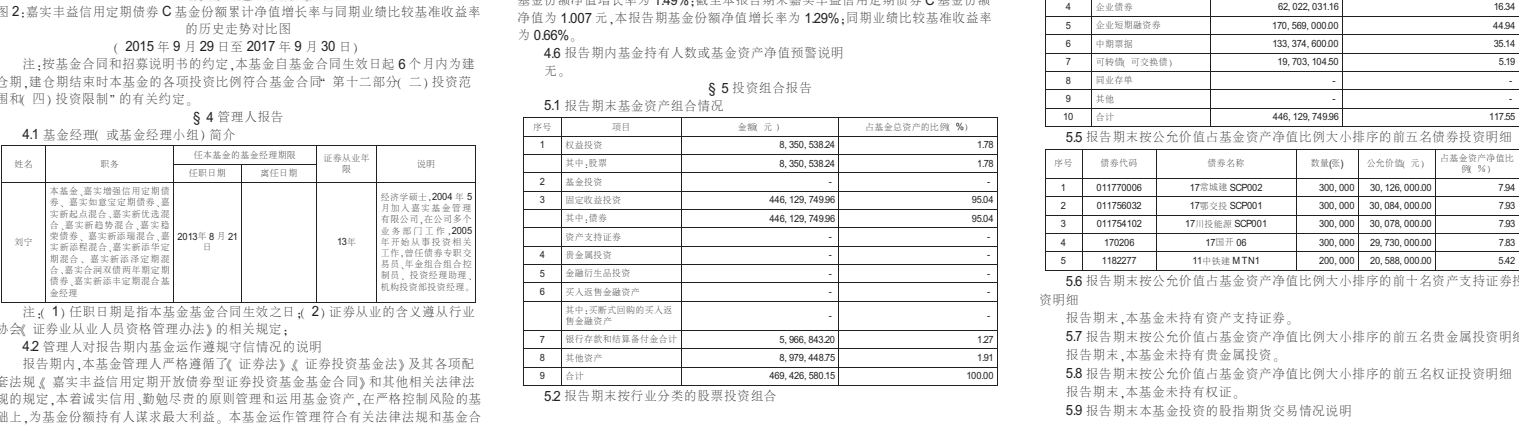 图 2:嘉实丰益信用定期债券 C 基金份额累计净值增长率与同期业绩比较基准收益率
的历史走势对比图
( 2015 年 9 月 29 日至 2017 年 9 月 30 日)
注:按基金合同和招募说明书的约定,本基金自基金合同生效日起 6 个月内为建
仓期,建仓期结束时本基金的各项投资比例符合基金合同“ 第十二部分( 二) 投资范
围和( 四) 投资限制” 的有关约定。
§ 4 管理人报告
4.1 基金经理( 或基金经理小组) 简介
姓名 职务 任本基金的基金经理期限 证券从业年限 说明
任职日期 离任日期
刘宁
本基金、嘉实增强信用定期债
券、嘉实如意宝定期债券、嘉
实新起点混合、嘉实新优选混
合、嘉实新趋势混合、嘉实稳
荣债券、嘉实新添瑞混合、嘉
实新添程混合、嘉实新添华定
期混合、嘉实新添泽定期混
合、嘉实合润双债两年期定期
债券、嘉实新添丰定期混合基
金经理
2013年 8 月 21
日
13年
经济学硕士,2004 年 5
月加入嘉实基金管理
有限公司,在公司多个
业务部门工作,2005
年开始从事投资相关
工作,曾任债券专职交
易员、年金组合组合控
制员、投资经理助理、
机构投资部投资经理。
注:( 1) 任职日期是指本基金基金合同生效之日;( 2) 证券从业的含义遵从行业
协会《 证券业从业人员资格管理办法》的相关规定;
4.2 管理人对报告期内基金运作遵规守信情况的说明
报告期内,本基金管理人严格遵循了《 证券法》、《 证券投资基金法》及其各项配
套法规、《 嘉实丰益信用定期开放债券型证券投资基金基金合同》和其他相关法律法
规的规定,本着诚实信用、勤勉尽责的原则管理和运用基金资产,在严格控制风险的基
础上,为基金份额持有人谋求最大利益。本基金运作管理符合有关法律法规和基金合
基金份额净值增长率为 1.49%;截至本报告期末嘉实丰益信用定期债券 C 基金份额
净值为 1.007 元,本报告期基金份额净值增长率为 1.29%;同期业绩比较基准收益率
为 0.66%。
4.6 报告期内基金持有人数或基金资产净值预警说明
无。
§ 5 投资组合报告
5.1 报告期末基金资产组合情况
序号 项目 金额( 元 ) 占基金总资产的比例( %)
1 权益投资 8, 350, 538.24 1.78
其中:股票 8, 350, 538.24 1.78
2 基金投资 - -
3 固定收益投资 446, 129, 749.96 95.04
其中:债券 446, 129, 749.96 95.04
资产支持证券 - -
4 贵金属投资 - -
5 金融衍生品投资 - -
6 买入返售金融资产 - -
其中:买断式回购的买入返
售金融资产 - -
7 银行存款和结算备付金合计 5, 966, 843.20 1.27
8 其他资产 8, 979, 448.75 1.91
9 合计 469, 426, 580.15 100.00
5.2 报告期末按行业分类的股票投资组合
4 企业债券 62, 022, 031.16 16.34
5 企业短期融资券 170, 569, 000.00 44.94
6 中期票据 133, 374, 600.00 35.14
7 可转债( 可交换债) 19, 703, 104.50 5.19
8 同业存单 - -
9 其他 - -
10 合计 446, 129, 749.96 117.55
5.5 报告期末按公允价值占基金资产净值比例大小排序的前五名债券投资明细
序号 债券代码 债券名称 数量(张) 公允价值( 元) 占基金资产净值比例( %)
1 011770006 17常城建 SCP002 300, 000 30, 126, 000.00 7.94
2 011756032 17鄂交投 SCP001 300, 000 30, 084, 000.00 7.93
3 011754102 17川投能源 SCP001 300, 000 30, 078, 000.00 7.93
4 170206 17国开 06 300, 000 29, 730, 000.00 7.83
5 1182277 11中铁建 MTN1 200, 000 20, 588, 000.00 5.42
5.6 报告期末按公允价值占基金资产净值比例大小排序的前十名资产支持证券投
资明细
报告期末,本基金未持有资产支持证券。
5.7 报告期末按公允价值占基金资产净值比例大小排序的前五名贵金属投资明细
报告期末,本基金未持有贵金属投资。
5.8 报告期末按公允价值占基金资产净值比例大小排序的前五名权证投资明细
报告期末,本基金未持有权证。
5.9 报告期末本基金投资的股指期货交易情况说明